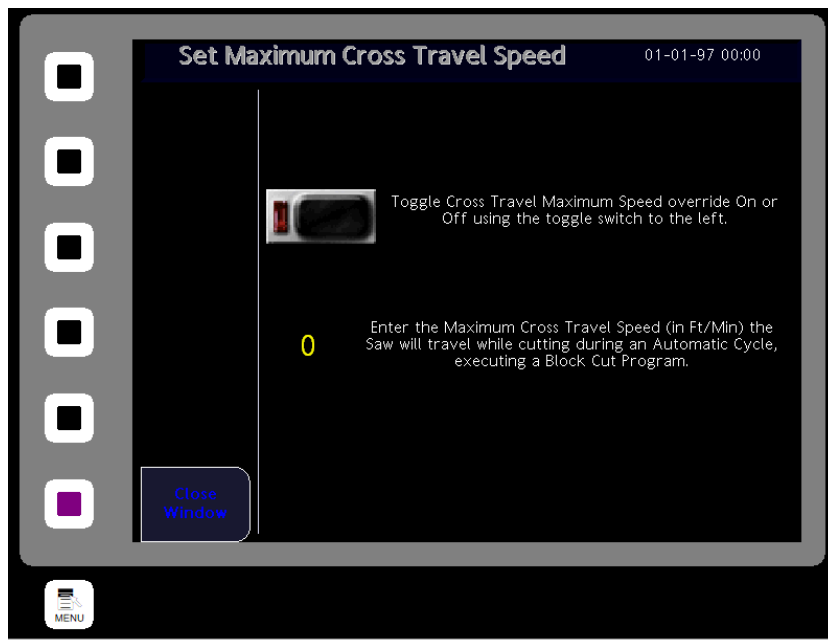 Set Maximum Cross Travel Speed
01-01-97 00:00
Toggle Cross Travel Maximum Speed override On or
Off using the toggle switch to the left.
0
Enter the Maximum Cross Travel Speed (in Ft/Min) the
Saw will travel while cutting during an Automatic Cycle,
executing a Block Cut Program.
Close
Window
MENU